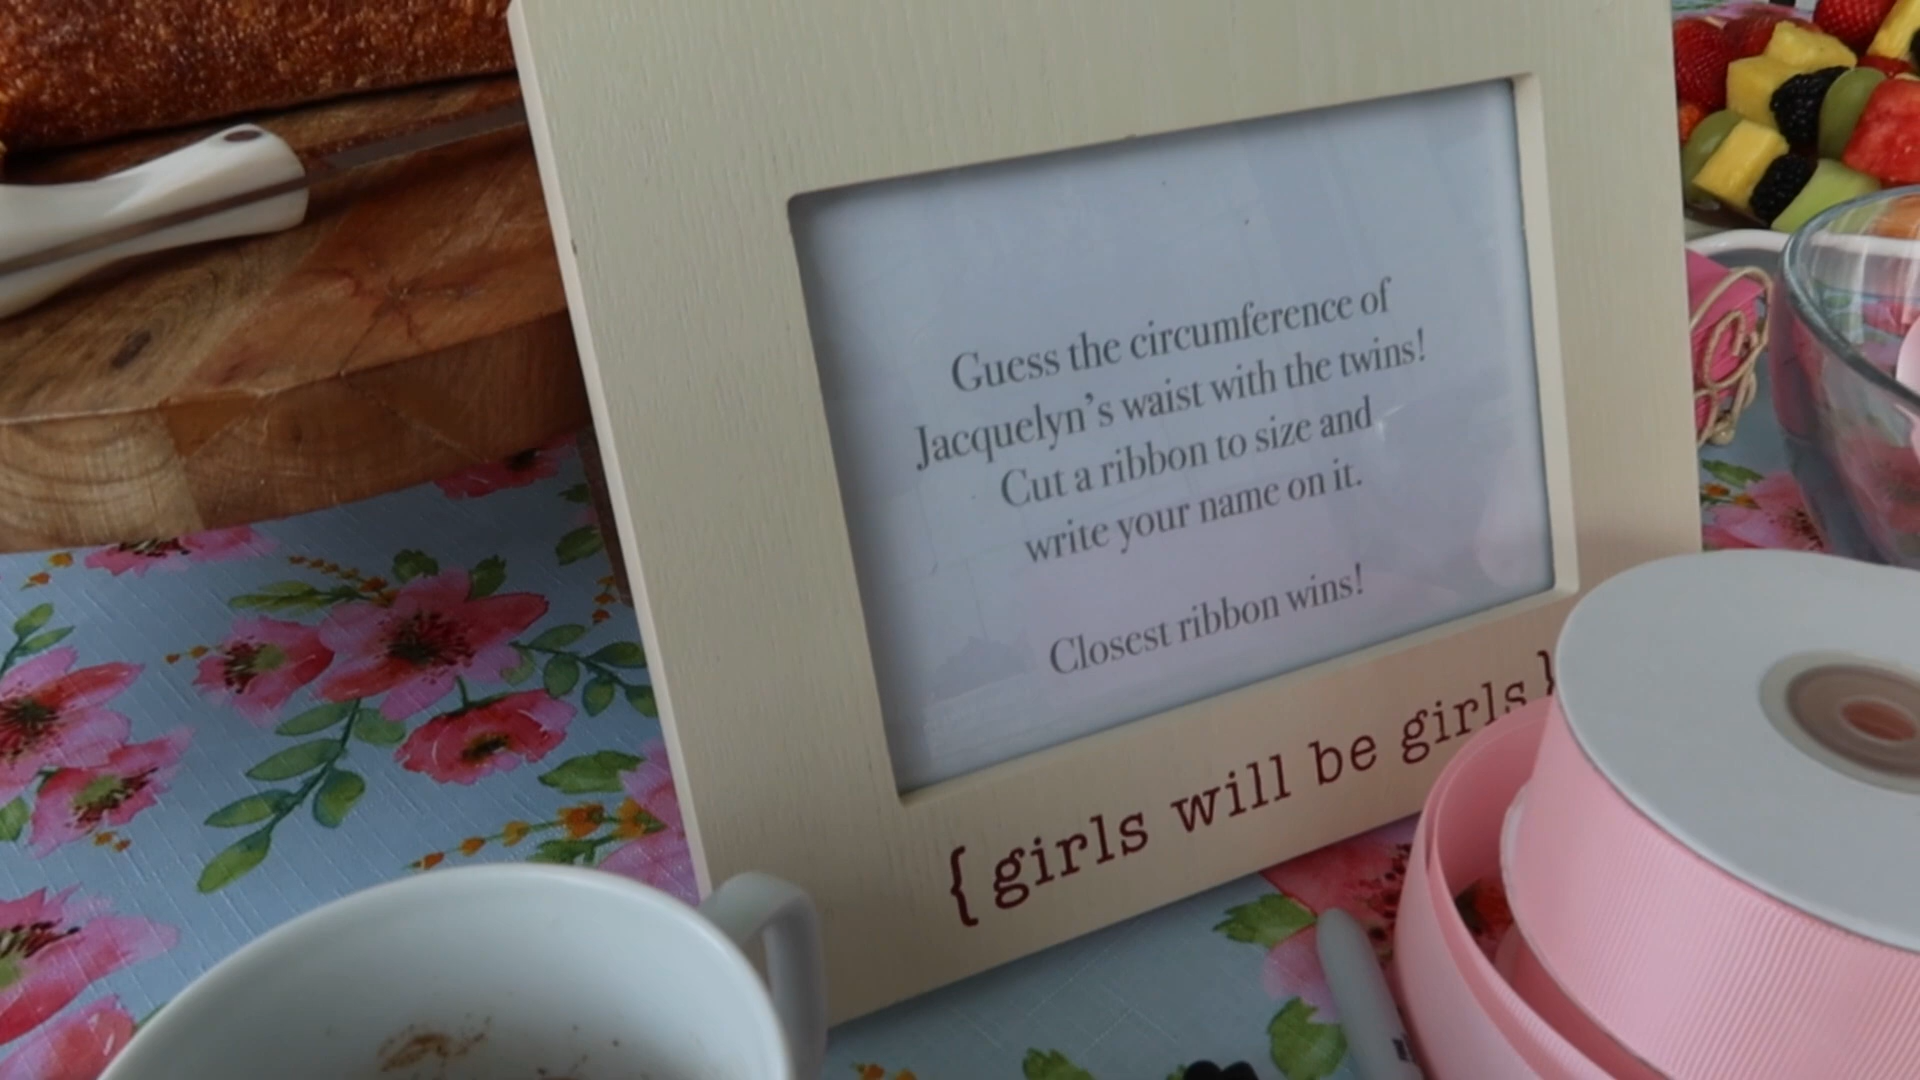 Guess the circumference of
Jacquelyn's waist with the twins!
Cut a ribbon to size and
write your name on it.
Closest ribbon wins!
{ girls will be girls }